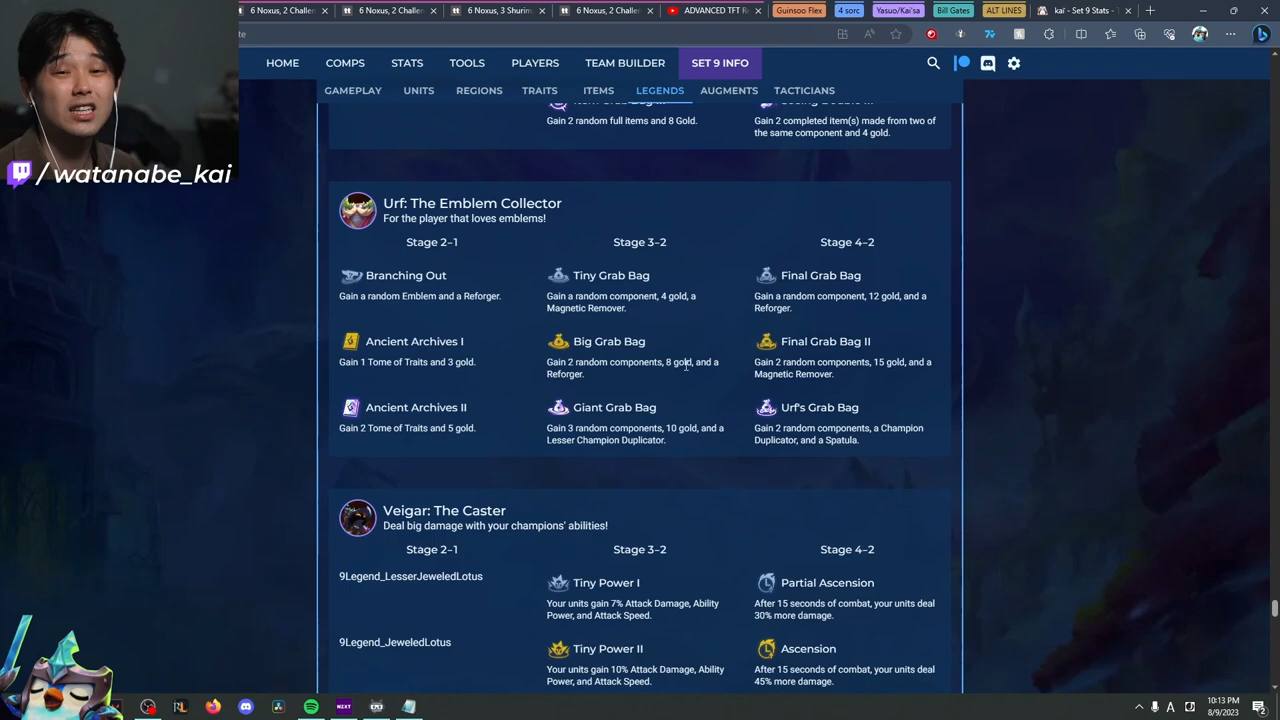 6 Noxus, 2 Challen
6 Noxus, 2 Challen
6 Noxus, 3 Shurim
6 Noxus, 2 Challen
ADVANCED TFT Re
Guinsoo Flex
4 sorc
Yasuo/Kai'sa
Bill Gates
ALT LINES
kai - Set 9 Stats -
te
HOME
COMPS
STATS
TOOLS
PLAYERS
TEAM BUILDER
SET 9 INFO
GAMEPLAY
UNITS
REGIONS
TRAITS
ITEMS
LEGENDS
AUGMENTS
TACTICIANS
/ watanabe_kai
Gain 2 random full items and 8 Gold.
Gain 2 completed item(s) made from two of
the same component and 4 gold.
Urf: The Emblem Collector
For the player that loves emblems!
Stage 2-1
Stage 3-2
Stage 4-2
Branching Out
Gain a random Emblem and a Reforger.
Tiny Grab Bag
Gain a random component, 4 gold, a
Magnetic Remover.
Final Grab Bag
Gain a random component, 12 gold, and a
Reforger.
Ancient Archives I
Gain 1 Tome of Traits and 3 gold.
Big Grab Bag
Gain 2 random components, 8 gold, and a
Reforger.
Final Grab Bag II
Gain 2 random components, 15 gold, and a
Magnetic Remover.
Ancient Archives II
Gain 2 Tome of Traits and 5 gold.
Giant Grab Bag
Gain 3 random components, 10 gold, and a
Lesser Champion Duplicator.
Urf's Grab Bag
Gain 2 random components, a Champion
Duplicator, and a Spatula.
Veigar: The Caster
Deal big damage with your champions' abilities!
Stage 2-1
Stage 3-2
Stage 4-2
9Legend_LesserJeweledLotus
Tiny Power I
Your units gain 7% Attack Damage, Ability
Power, and Attack Speed.
Partial Ascension
After 15 seconds of combat, your units deal
30% more damage.
9Legend_JeweledLotus
Tiny Power II
Your units gain 10% Attack Damage, Ability
Power, and Attack Speed.
Ascension
After 15 seconds of combat, your units deal
45% more damage.
NEXT
A
10:13 PM
8/9/2023